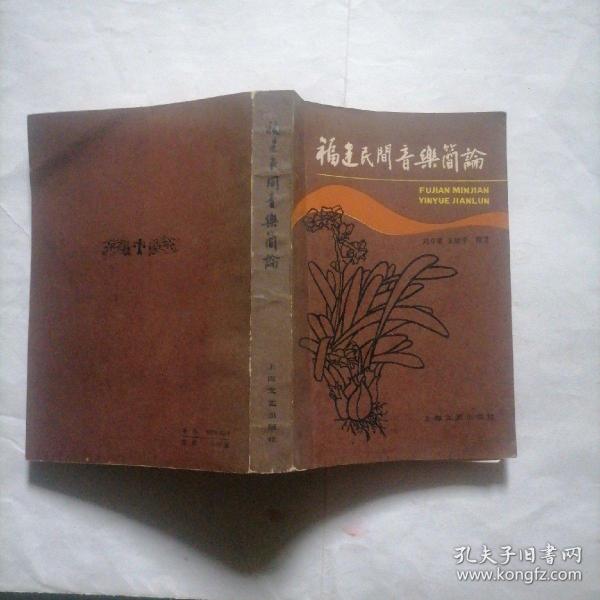 福建民間音樂簡論
FUJIAN MINJIAN
YINYUE JIANLUN
上海文艺出版社
福建民間音樂簡論
上海文艺出版社
孔夫子旧书网
www.kongfz.com